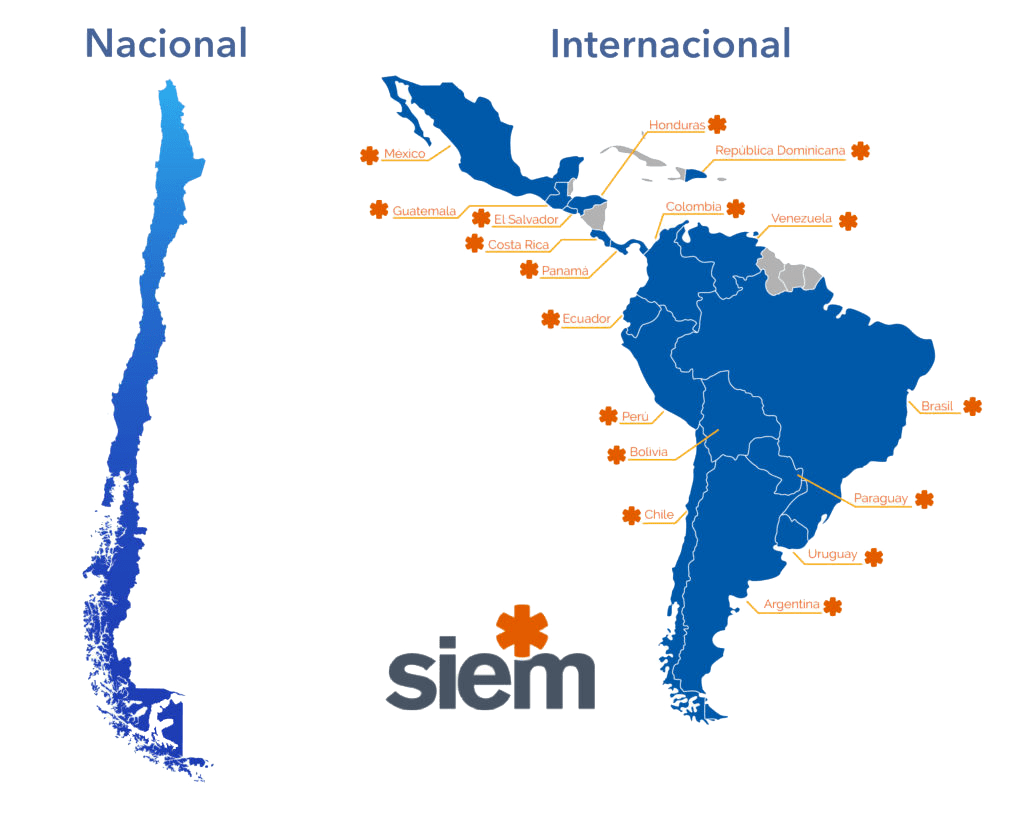 Nacional
Internacional
Honduras
República Dominicana
Mexico
Colombia
Guatemala
El Salvador
Venezuela
Costa Rica
Panamá
Ecuador
Brasil
Perú
Bolivia
Paraguay
Chile
Uruguay
Argentina
siem